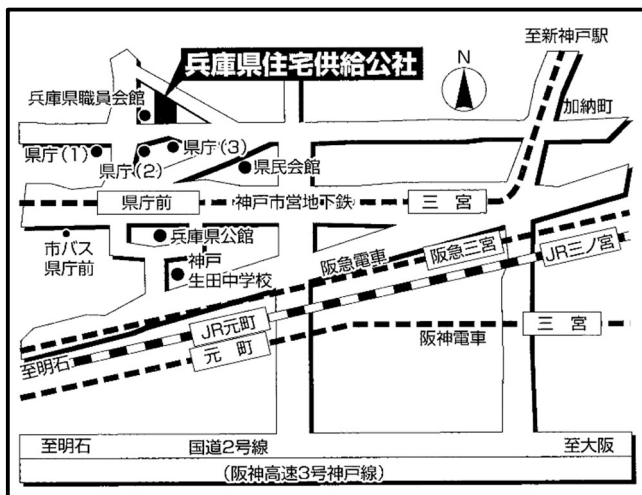 至新神戸駅
兵庫県住宅供給公社
N
兵庫県職員会館
加納町
県庁(1)
県庁(2)
県庁(3)
県民会館
県庁前
神戸市営地下鉄
三宮
市バス
県庁前
兵庫県公館
神戸
生田中学校
阪急電車
阪急三宮
JR三ノ宮
JR元町
元町
至明石
阪神電車
三宮
至明石
国道2号線
至大阪
(阪神高速3号神戸線)